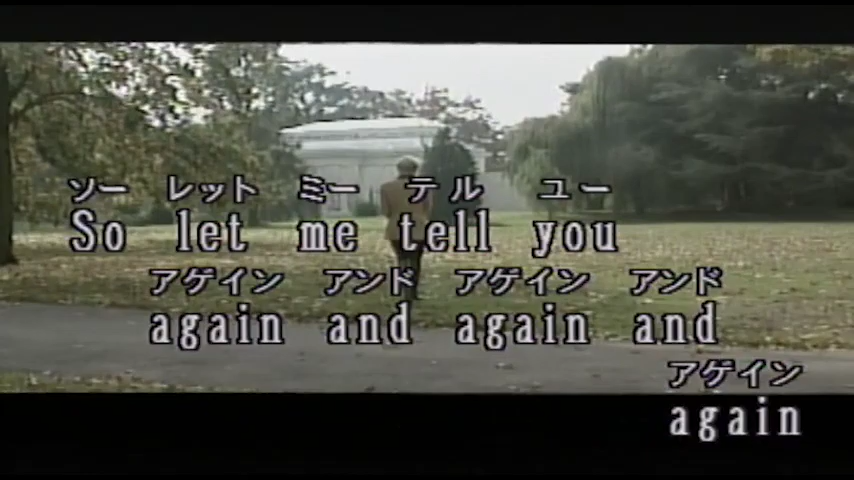 ソー レット ミー テル ユー
So let me tell you
アゲイン アンド アゲイン アンド
again and again and
アゲイン
again